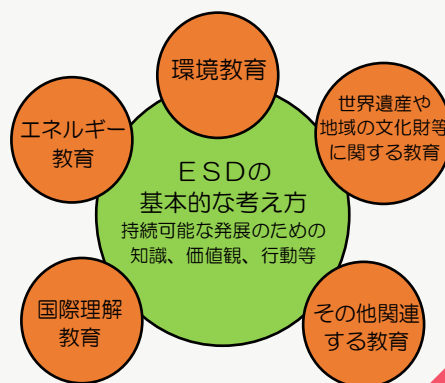 環境教育
エネルギー
教育
世界遺産や
地域の文化財等
に関する教育
ＥＳＤの
基本的な考え方
持続可能な発展のための
知識、価値観、行動等
国際理解
教育
その他関連
する教育